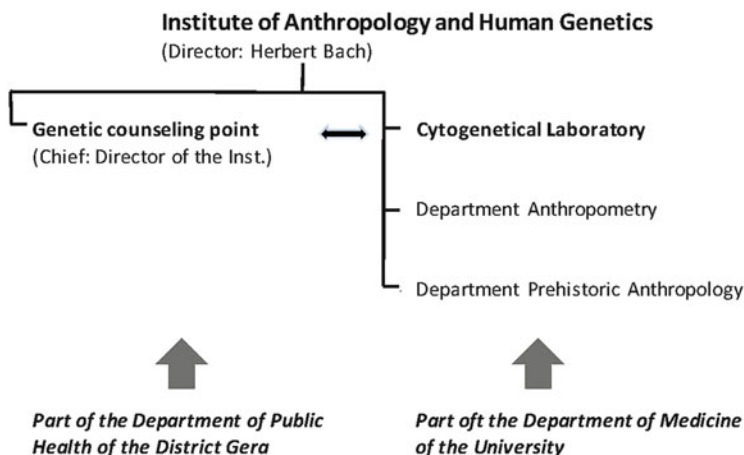 Institute of Anthropology and Human Genetics
(Director: Herbert Bach)
Genetic counseling point
(Chief: Director of the Inst.)
Cytogenetical Laboratory
Department Anthropometry
Department Prehistoric Anthropology
Part of the Department of Public
Health of the District Gera
Part oft the Department of Medicine
of the University